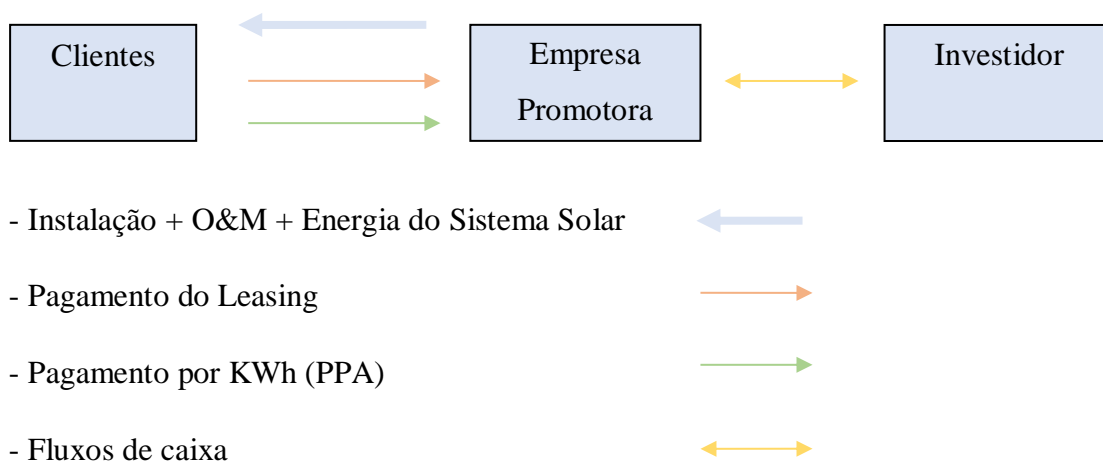 Clientes
Empresa
Promotora
Investidor
- Instalação + O&M + Energia do Sistema Solar
- Pagamento do Leasing
- Pagamento por KWh (PPA)
- Fluxos de caixa